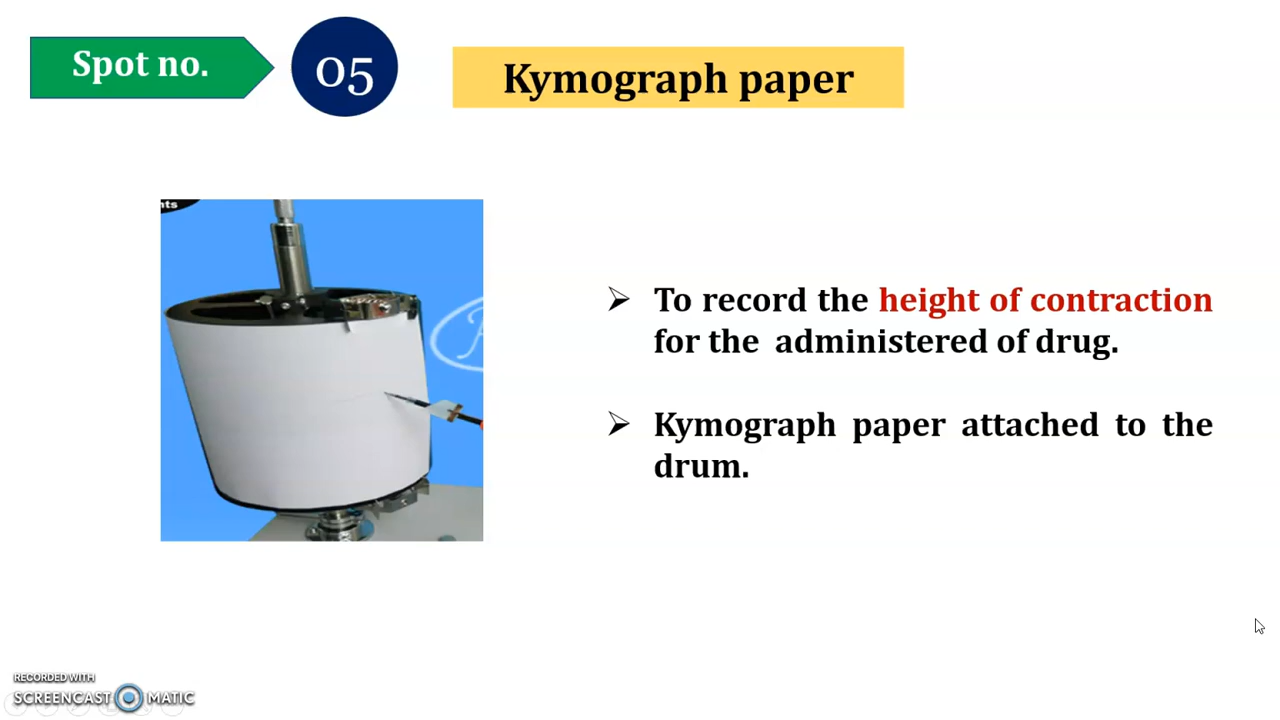 Spot no.
05
Kymograph paper
nts
➢ To record the height of contraction
for the administered of drug.
➢ Kymograph paper attached to the
drum.
RECORDED WITH
SCREENCAST MATIC